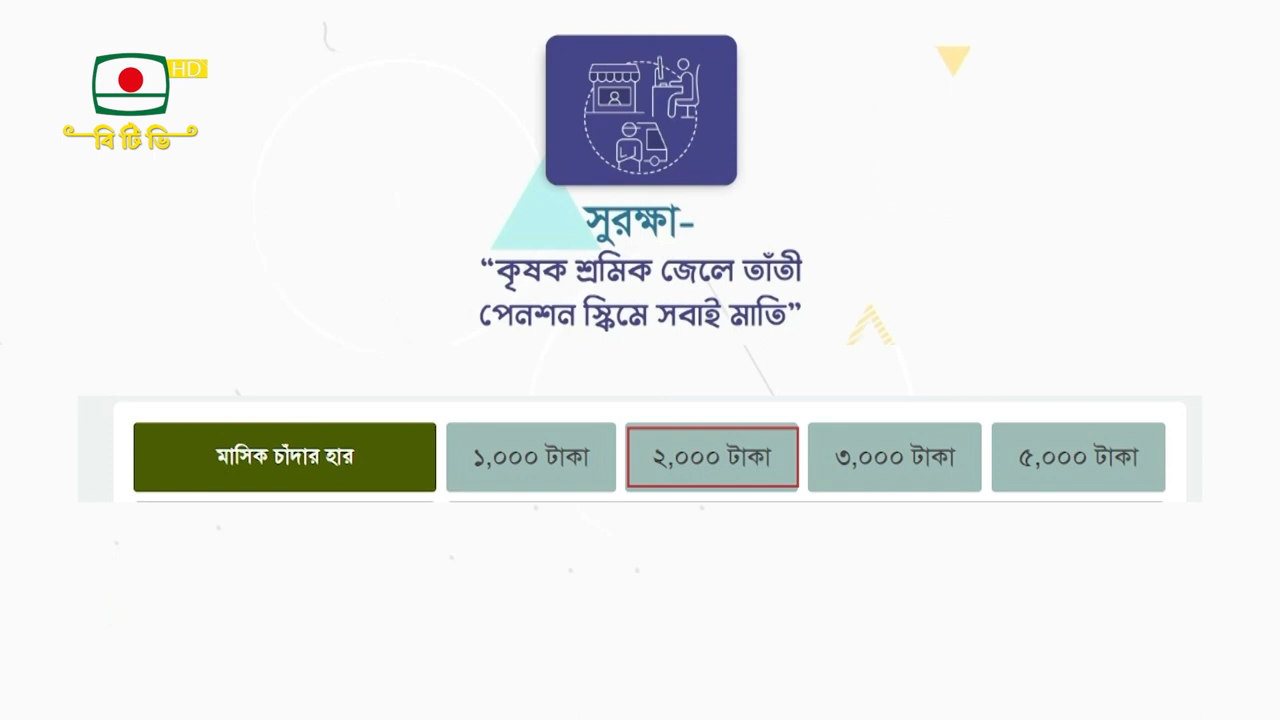 HD
বি টি ভি
সুরক্ষা-
“কৃষক শ্রমিক জেলে তাঁতী
পেনশন স্কিমে সবাই মাতি”
মাসিক চাঁদার হার ১,০০০ টাকা ২,০০০ টাকা ৩,০০০ টাকা ৫,০০০ টাকা